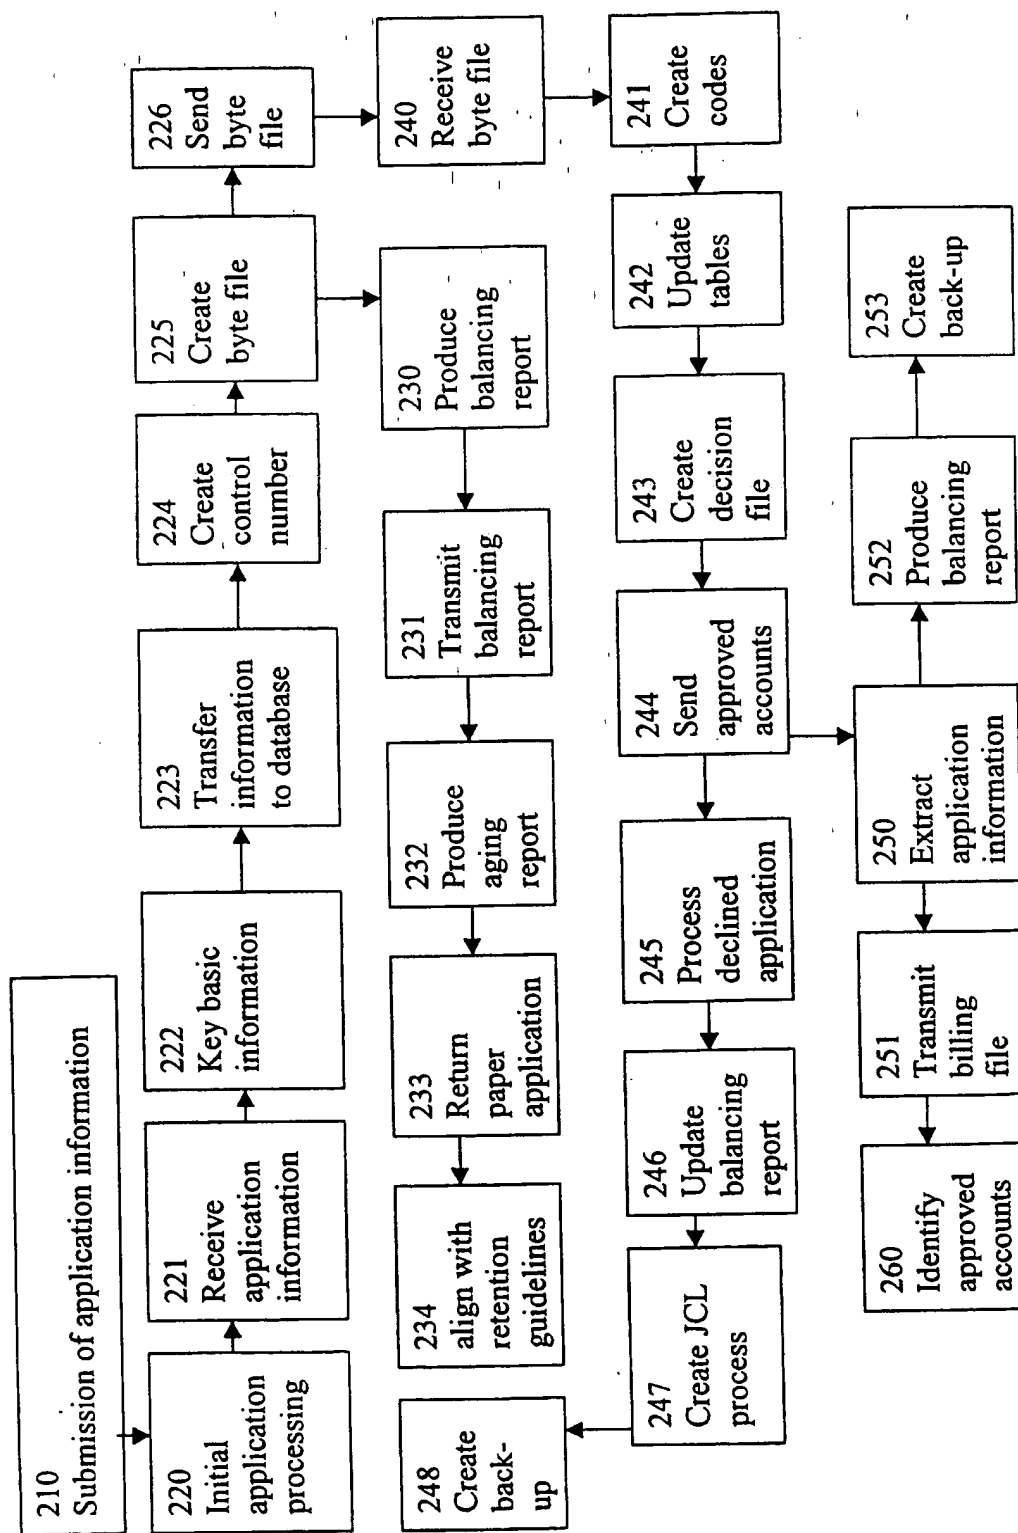 210
Submission of application information
220
Initial
application
processing
221
Receive
application
information
222
Key basic
information
223
Transfer
information
to database
224
Create
control
number
225
Create
byte file
226
Send
byte
file
230
Produce
balancing
report
231
Transmit
balancing
report
232
Produce
aging
report
233
Return
paper
application
234
align with
retention
guidelines
240
Receive
byte file
241
Create
codes
242
Update
tables
243
Create
decision
file
244
Send
approved
accounts
245
Process
declined
application
246
Update
balancing
report
247
Create JCL
process
248
Create
back-
up
250
Extract
application
information
251
Transmit
billing
file
252
Produce
balancing
report
253
Create
back-up
260
Identify
approved
accounts